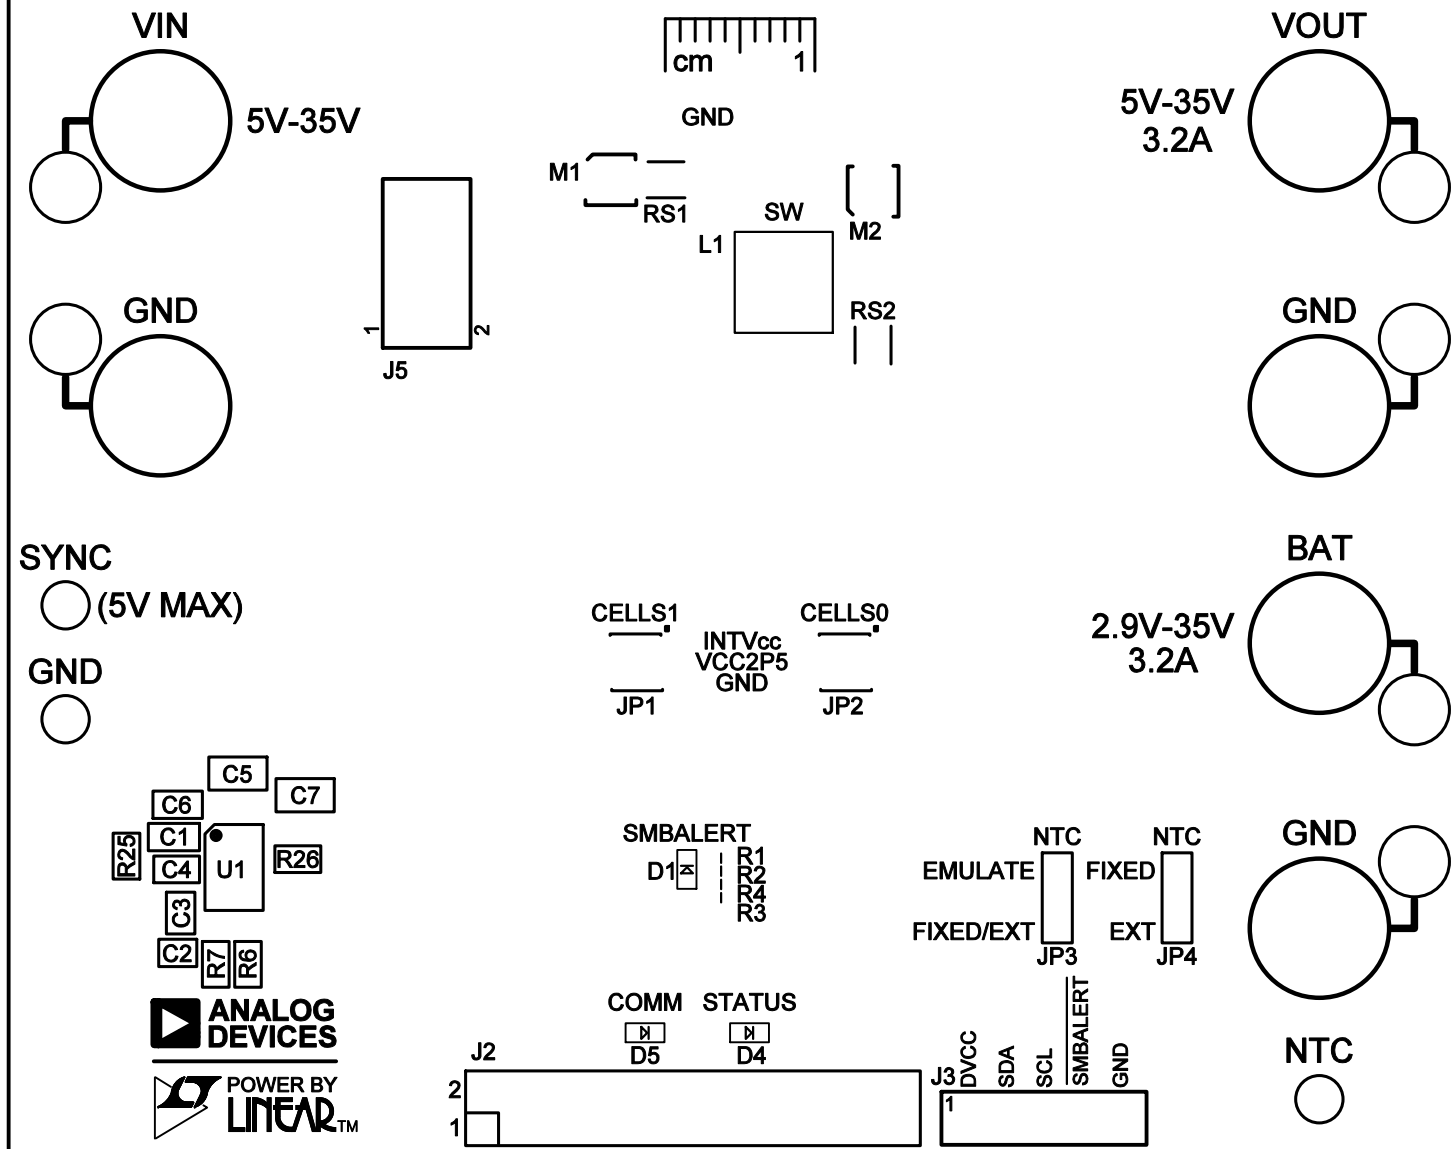 VIN
5V-35V
cm 1
GND
VOUT
5V-35V
3.2A
M1
RS1
SW
L1
M2
RS2
1
2
J5
GND
GND
SYNC
(5V MAX)
GND
CELLS1
CELLS0
INTVcc
VCC2P5
GND
JP1
JP2
BAT
2.9V-35V
3.2A
C5
C7
C6
C1
R25
C4
U1
R26
C3
C2
R7
R6
SMBALERT
D1
R1
R2
R4
R3
NTC
EMULATE
FIXED/EXT
JP3
NTC
FIXED
EXT
JP4
GND
ANALOG
DEVICES
POWER BY
LINEAR TM
COMM
D5
STATUS
D4
J2
2
1
J3
1
DVCC
SDA
SCL
SMBALERT
GND
NTC